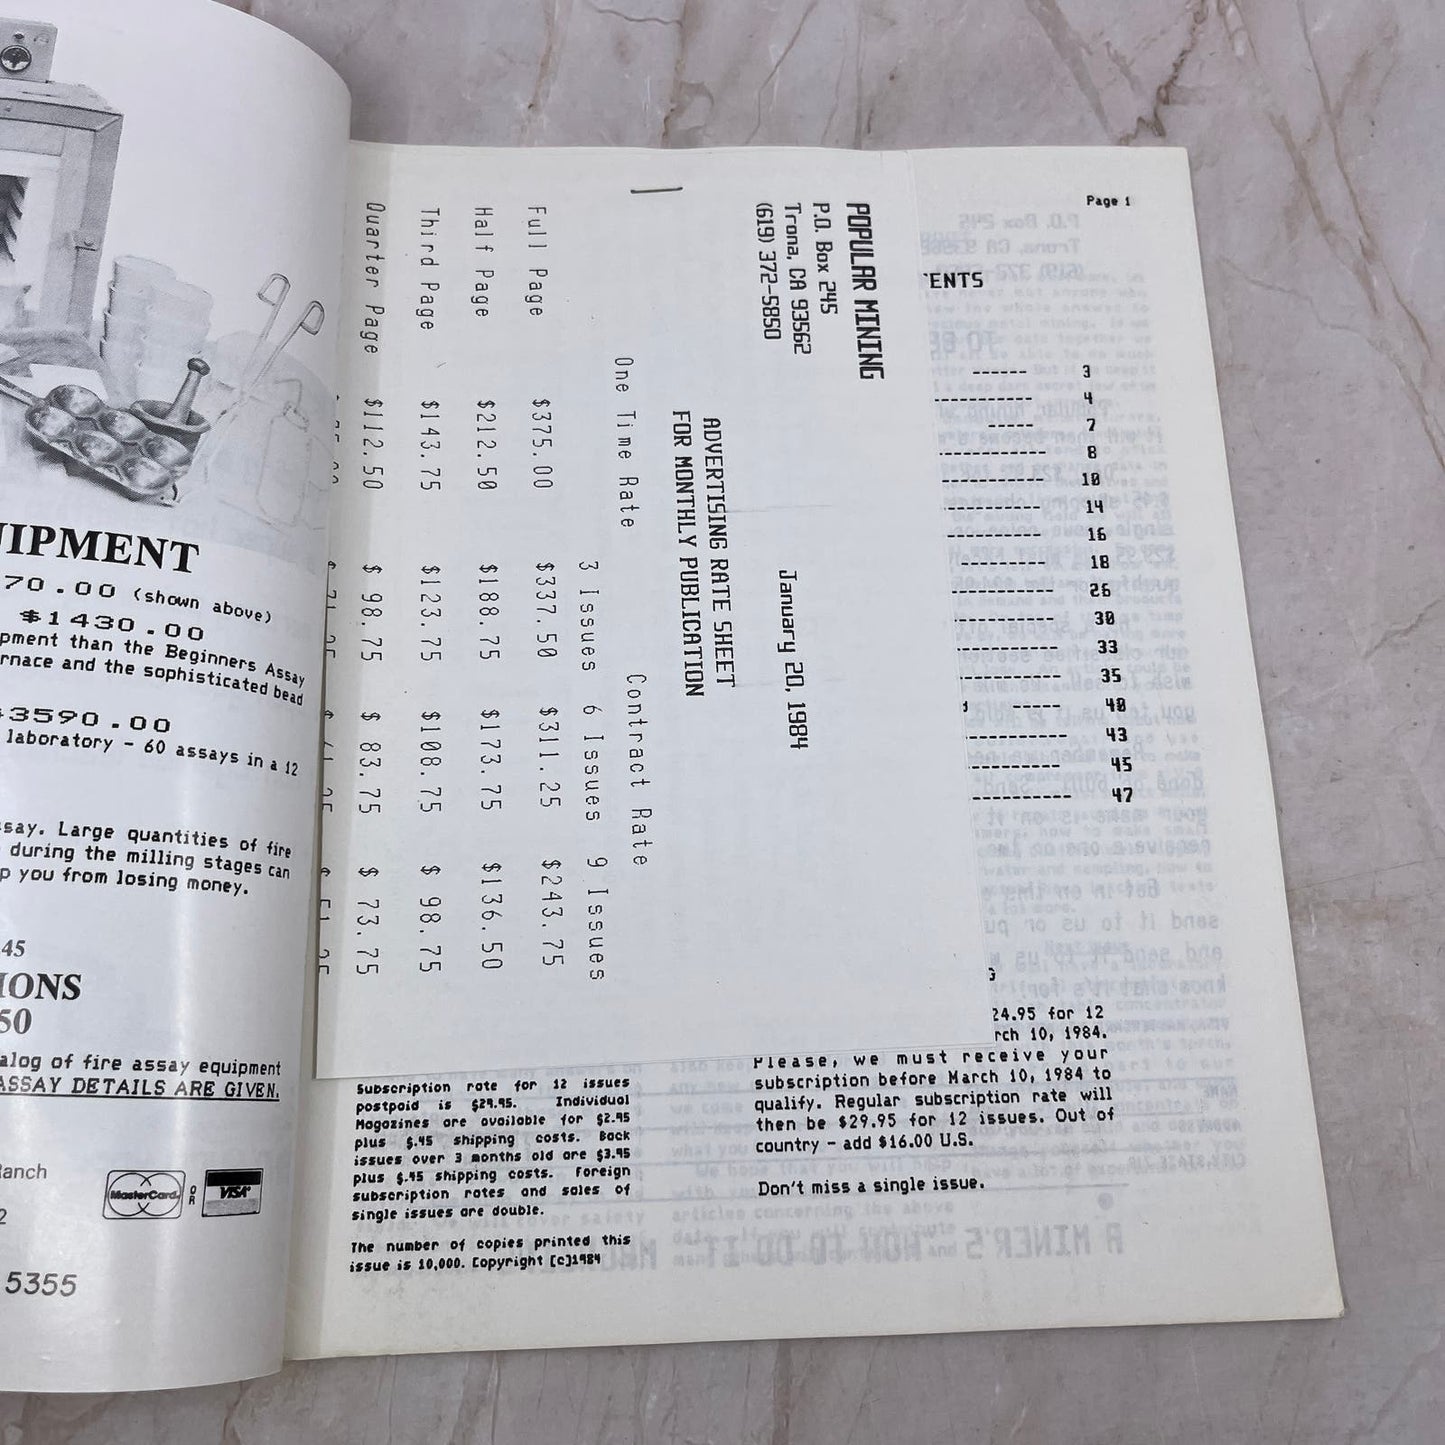 UIPMENT
70.00 (shown above)
$1430.00
pment than the Beginners Assay
rnace and the sophisticated bead
$3590.00
laboratory - 60 assays in a 12
say. Large quantities of fire
during the milling stages can
p you from losing money.
45
IONS
50
alog of fire assay equipment
ASSAY DETAILS ARE GIVEN.
Ranch
MasterCard
OR
VISA
2
5355
POPULAR MINING
P.O. Box 245
Trona, CA 93562
(619) 372-5850
January 20, 1984
ADVERTISING RATE SHEET
FOR MONTHLY PUBLICATION
One Time Rate Contract Rate
3 Issues 6 Issues 9 Issues
Full Page $375.00 $337.50 $311.25 $243.75
Half Page $212.50 $188.75 $173.75 $136.50
Third Page $143.75 $123.75 $108.75 $ 98.75
Quarter Page $112.50 $ 98.75 $ 83.75 $ 73.75
Page 1
ENTS
------ 3
---------------- 4
------- 7
----------------- 8
---------------- 10
---------------- 14
---------------- 16
---------------- 18
---------------- 26
---------------- 30
---------------- 33
---------------- 35
d ------- 40
---------------- 43
---------------- 45
---------------- 47
G
24.95 for 12
rch 10, 1984.
Please, we must receive your
subscription before March 10, 1984 to
qualify. Regular subscription rate will
then be $29.95 for 12 issues. Out of
country - add $16.00 U.S.
Don't miss a single issue.
Subscription rate for 12 issues
postpaid is $29.95. Individual
Magazines are available for $2.95
plus $.45 shipping costs. Back
issues over 3 months old are $3.95
plus $.45 shipping costs. Foreign
subscription rates and sales of
single issues are double.
The number of copies printed this
issue is 10,000. Copyright [c]1984